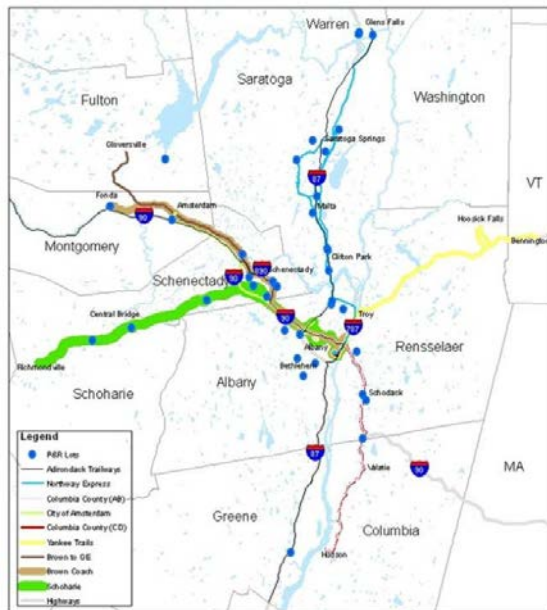 Warren
Glens Falls
Saratoga
Fulton
Washington
Gloversville
Saratoga Springs
87
VT
Fonda
Malta
90
Amsterdam
Hoosick Falls
Bennington
Montgomery
Clifton Park
890
Schenectady
90
Schenectady
Central Bridge
90
Troy
787
Rensselaer
Albany
Richmondville
Albany
Bethlehem
Schoharie
Schodack
MA
87
Valatie
90
Greene
Columbia
Hudson
Legend
P&R Lots
Adirondack Trailways
Northway Express
Columbia County (AB)
City of Amsterdam
Columbia County (CD)
Yankee Trails
Brown to GE
Brown Coach
Schoharie
Highways